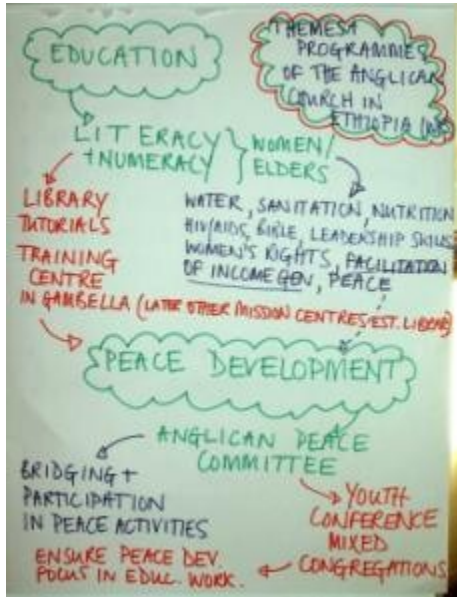 EDUCATION
THEMES +
PROGRAMMES
OF THE ANGLICAN
CHURCH IN
ETHIOPIA
LITERACY
+ NUMERACY } WOMEN/
ELDERS
LIBRARY
TUTORIALS
TRAINING
CENTRE
IN GAMBELLA (LATER OTHER MISSION CENTRES/EST. LIBRARY)
WATER, SANITATION, NUTRITION
HIV/AIDS, BIBLE, LEADERSHIP SKILLS,
WOMEN'S RIGHTS, FACILITATION
OF INCOME GEN, PEACE
PEACE DEVELOPMENT
ANGLICAN PEACE
COMMITTEE
BRIDGING +
PARTICIPATION
IN PEACE ACTIVITIES
YOUTH
CONFERENCE
MIXED
CONGREGATIONS
ENSURE PEACE DEV.
FOCUS IN EDUC. WORK.